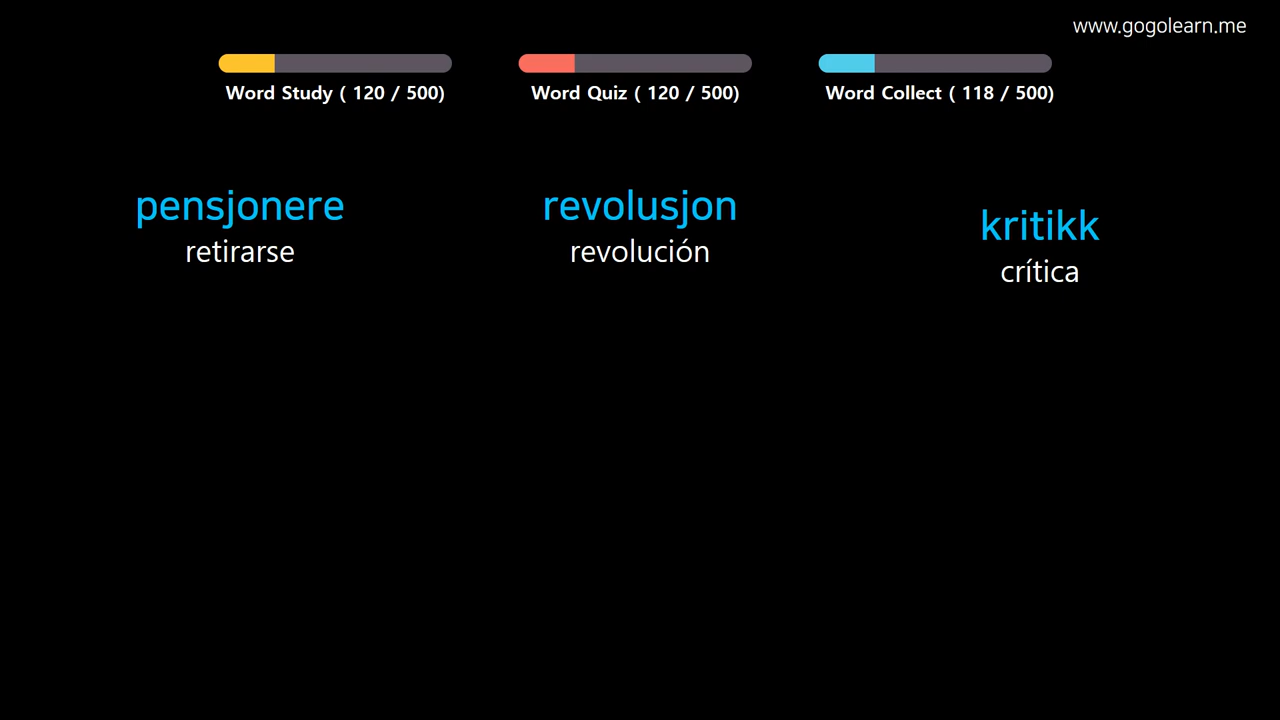 www.gogolearn.me
Word Study ( 120 / 500)
Word Quiz ( 120 / 500)
Word Collect ( 118 / 500)
pensjonere
retirarse
revolusjon
revolución
kritikk
crítica